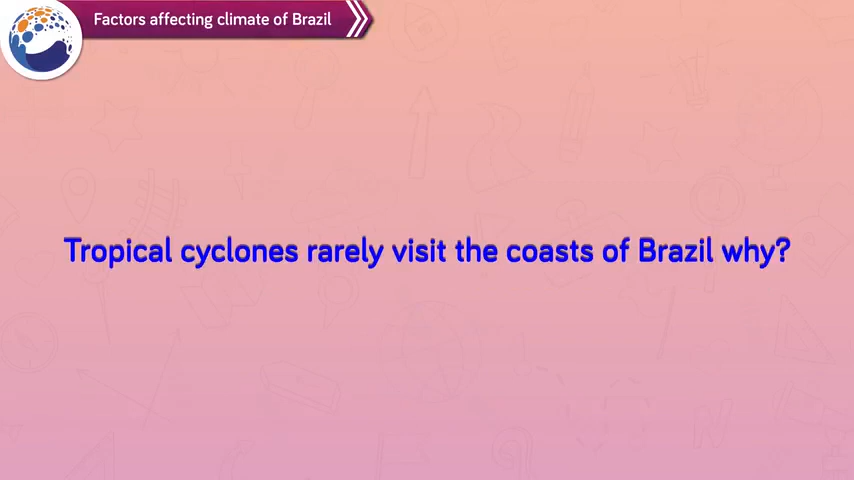 Factors affecting climate of Brazil
Tropical cyclones rarely visit the coasts of Brazil why?